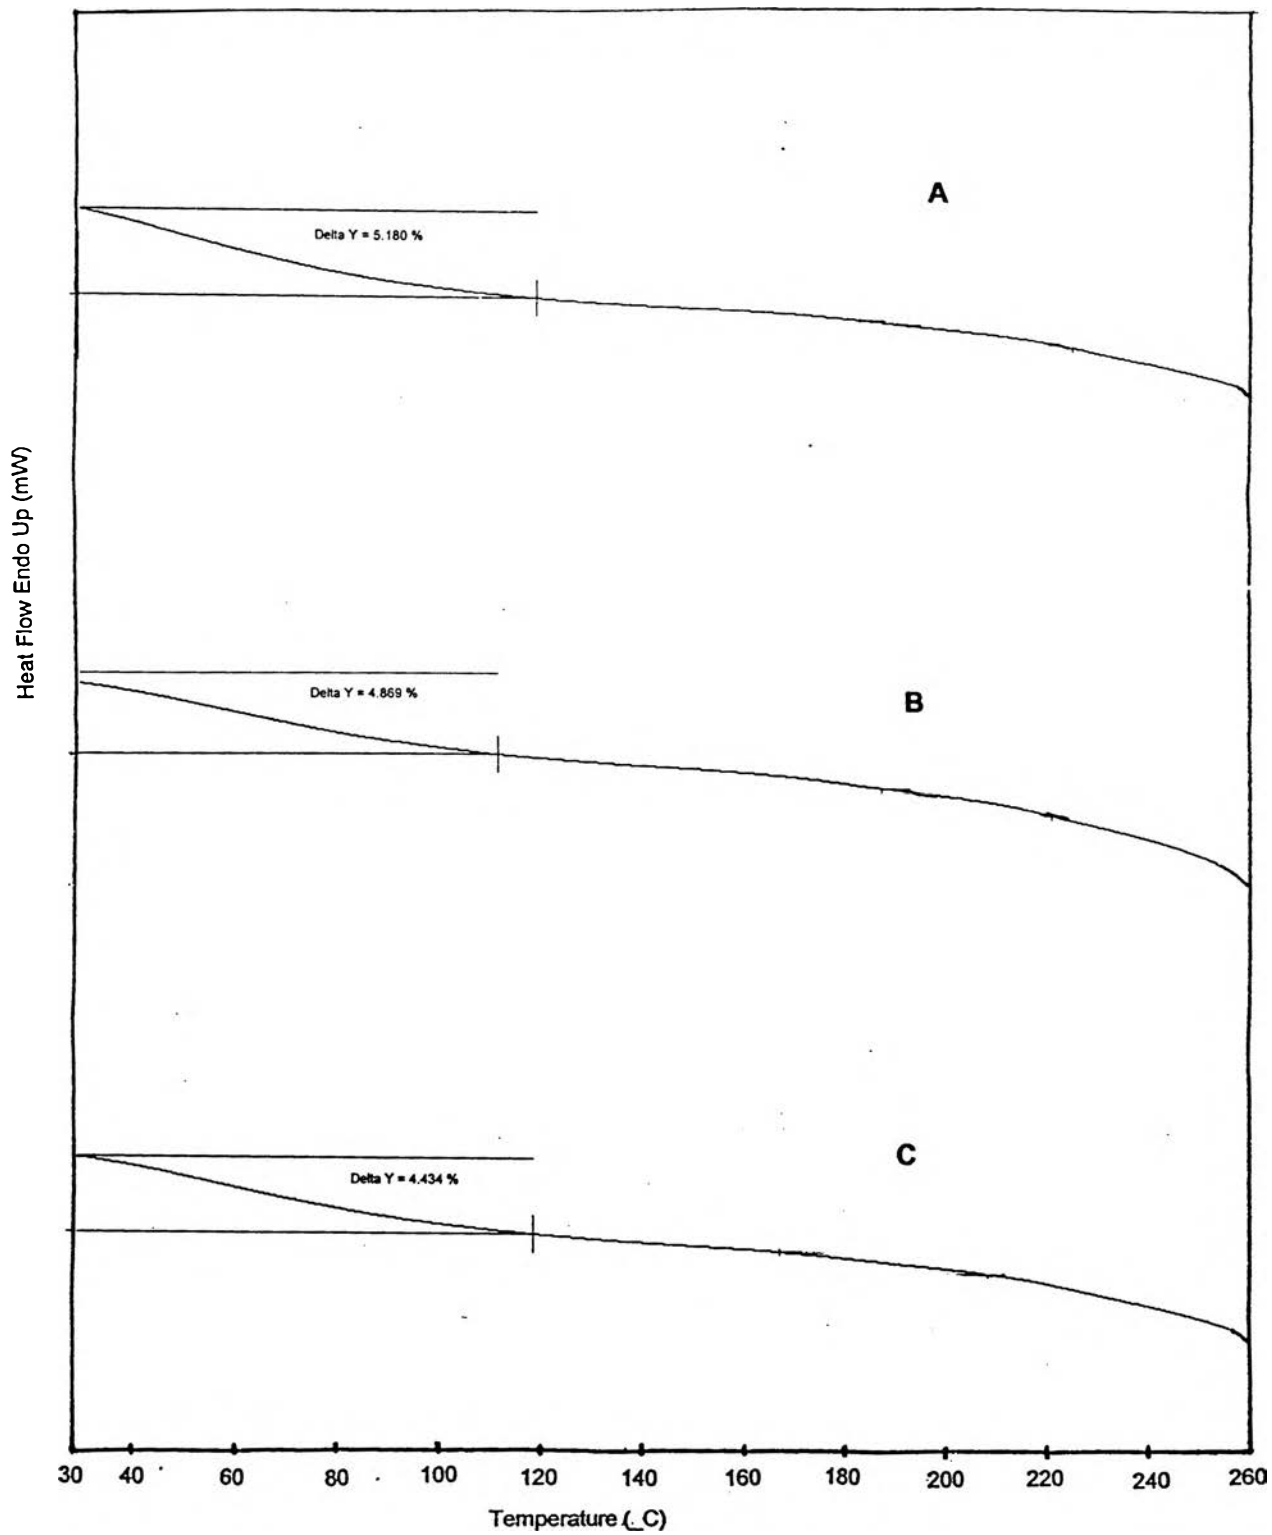 A
Delta Y = 5.180 %
Heat Flow Endo Up (mW)
Delta Y = 4.869 %
B
C
Delta Y = 4.434 %
30 40 60 80 100 120 140 160 180 200 220 240 260
Temperature (_C)